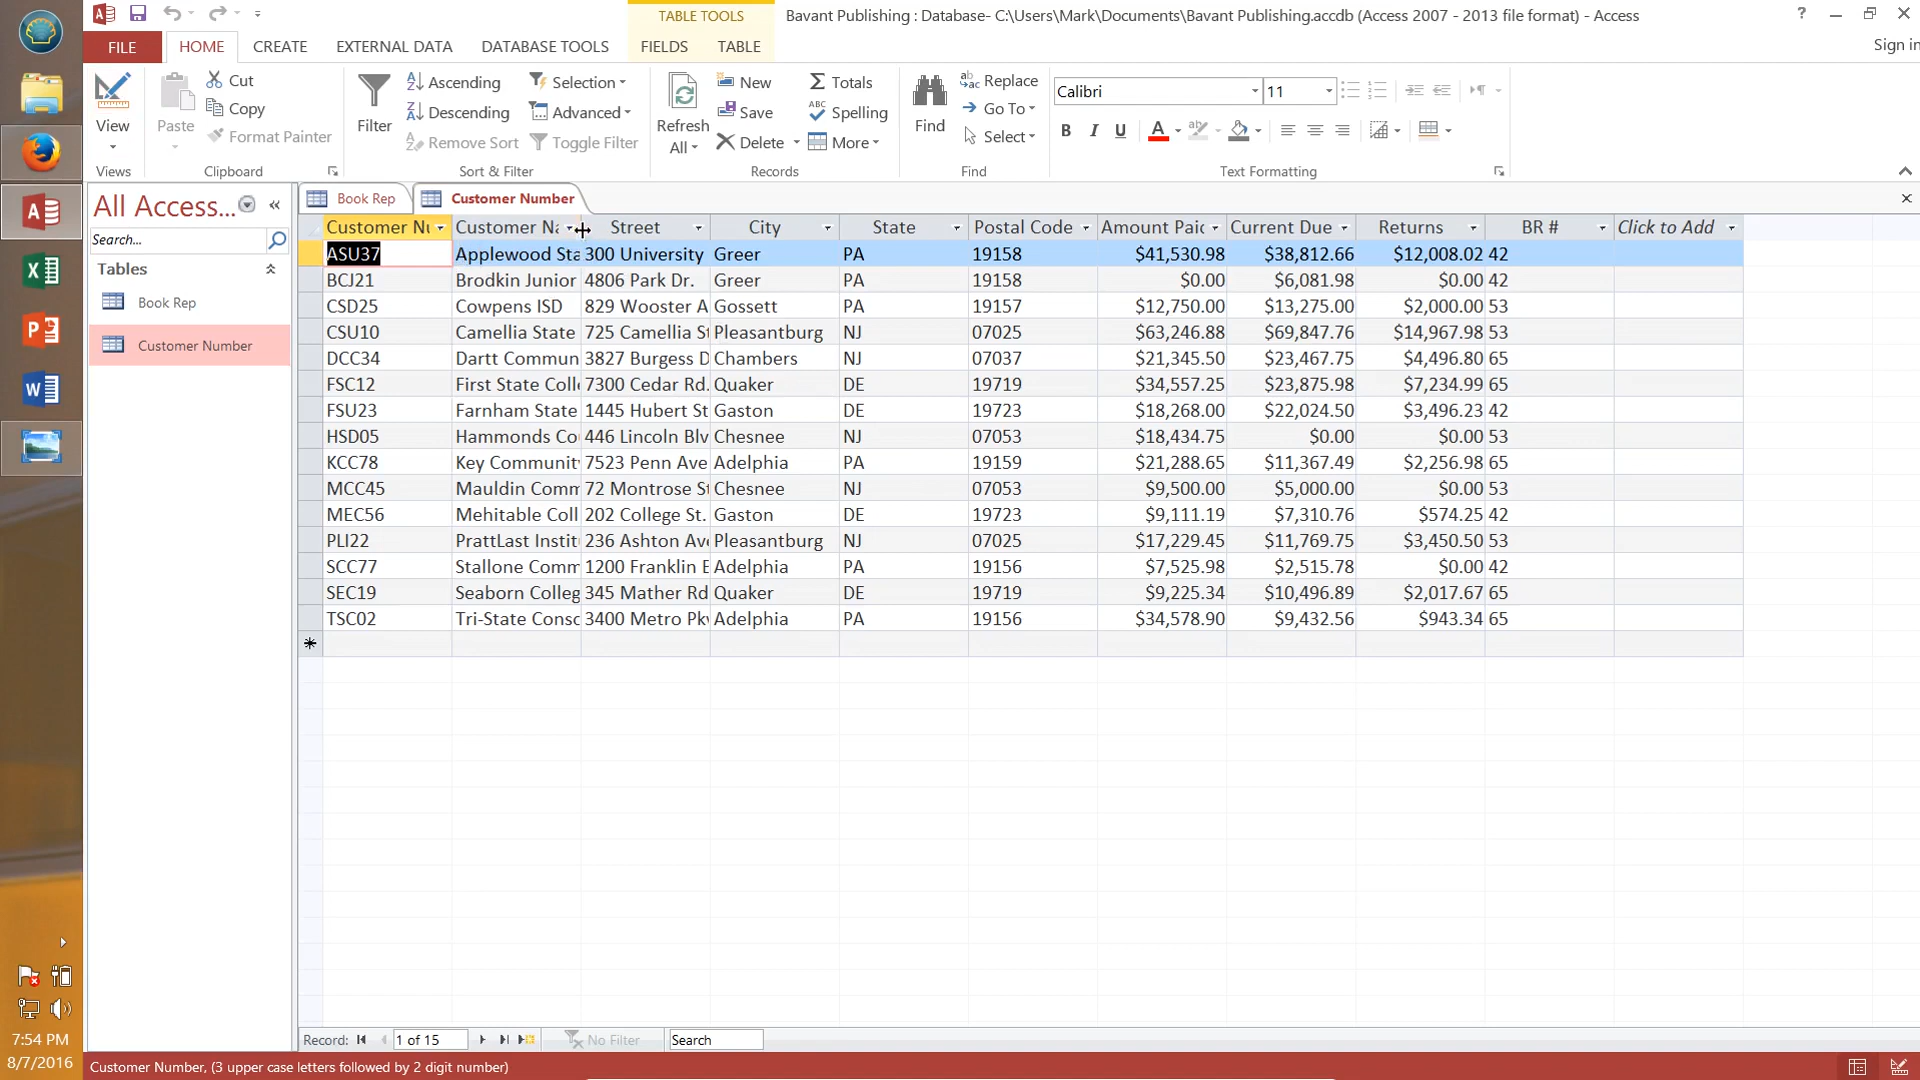 TABLE TOOLS
Bavant Publishing : Database- C:\Users\Mark\Documents\Bavant Publishing.accdb (Access 2007 - 2013 file format) - Access
?
FILE HOME CREATE EXTERNAL DATA DATABASE TOOLS FIELDS TABLE Sign in
View
Views
Paste
Cut
Copy
Format Painter
Clipboard
Filter
Ascending
Descending
Remove Sort
Selection
Advanced
Toggle Filter
Sort & Filter
Refresh
All
New
Save
Delete
Totals
Spelling
More
Records
Find
Replace
Go To
Select
Find
Calibri 11
B I U A
Text Formatting
All Access...
Search...
Tables
Book Rep
Customer Number
Book Rep Customer Number
Customer Nu Customer Na Street City State Postal Code Amount Paid Current Due Returns BR # Click to Add
ASU37 Applewood Sta 300 University Greer PA 19158 $41,530.98 $38,812.66 $12,008.02 42
BCJ21 Brodkin Junior 4806 Park Dr. Greer PA 19158 $0.00 $6,081.98 $0.00 42
CSD25 Cowpens ISD 829 Wooster A Gossett PA 19157 $12,750.00 $13,275.00 $2,000.00 53
CSU10 Camellia State 725 Camellia St Pleasantburg NJ 07025 $63,246.88 $69,847.76 $14,967.98 53
DCC34 Dartt Commun 3827 Burgess D Chambers NJ 07037 $21,345.50 $23,467.75 $4,496.80 65
FSC12 First State Colle 7300 Cedar Rd. Quaker DE 19719 $34,557.25 $23,875.98 $7,234.99 65
FSU23 Farnham State 1445 Hubert St Gaston DE 19723 $18,268.00 $22,024.50 $3,496.23 42
HSD05 Hammonds Cou 446 Lincoln Blv Chesnee NJ 07053 $18,434.75 $0.00 $0.00 53
KCC78 Key Community 7523 Penn Ave Adelphia PA 19159 $21,288.65 $11,367.49 $2,256.98 65
MCC45 Mauldin Comm 72 Montrose St Chesnee NJ 07053 $9,500.00 $5,000.00 $0.00 53
MEC56 Mehitable Coll 202 College St. Gaston DE 19723 $9,111.19 $7,310.76 $574.25 42
PLI22 PrattLast Instit 236 Ashton Ave Pleasantburg NJ 07025 $17,229.45 $11,769.75 $3,450.50 53
SCC77 Stallone Comm 1200 Franklin B Adelphia PA 19156 $7,525.98 $2,515.78 $0.00 42
SEC19 Seaborn Colleg 345 Mather Rd Quaker DE 19719 $9,225.34 $10,496.89 $2,017.67 65
TSC02 Tri-State Conso 3400 Metro Pkw Adelphia PA 19156 $34,578.90 $9,432.56 $943.34 65
Record: 1 of 15 No Filter Search
7:54 PM
8/7/2016
Customer Number, (3 upper case letters followed by 2 digit number)